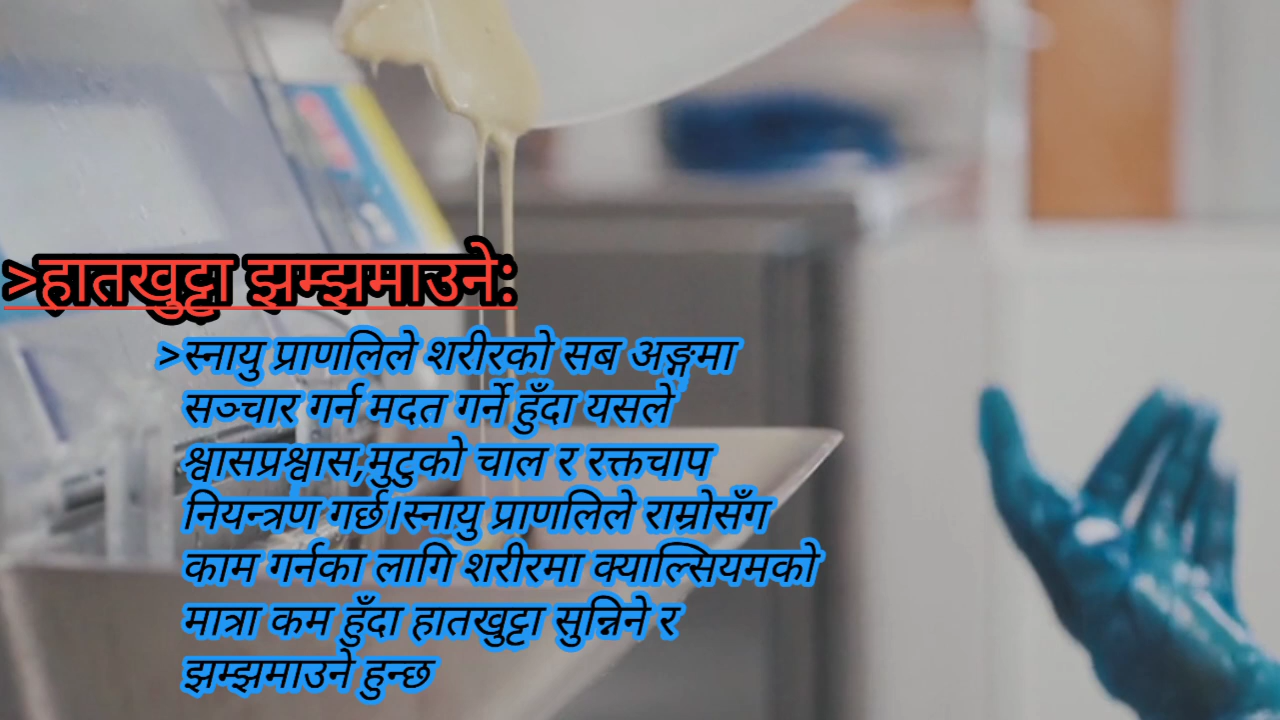 >हातखुट्टा झम्झमाउने:
>स्नायु प्राणलिले शरीरको सब अङ्गमा
सञ्चार गर्न मदत गर्ने हुँदा यसले
श्वासप्रश्वास,मुटुको चाल र रक्तचाप
नियन्त्रण गर्छ।स्नायु प्राणलिले राम्रोसँग
काम गर्नका लागि शरीरमा क्याल्सियमको
मात्रा कम हुँदा हातखुट्टा सुन्निने र
झम्झमाउने हुन्छ